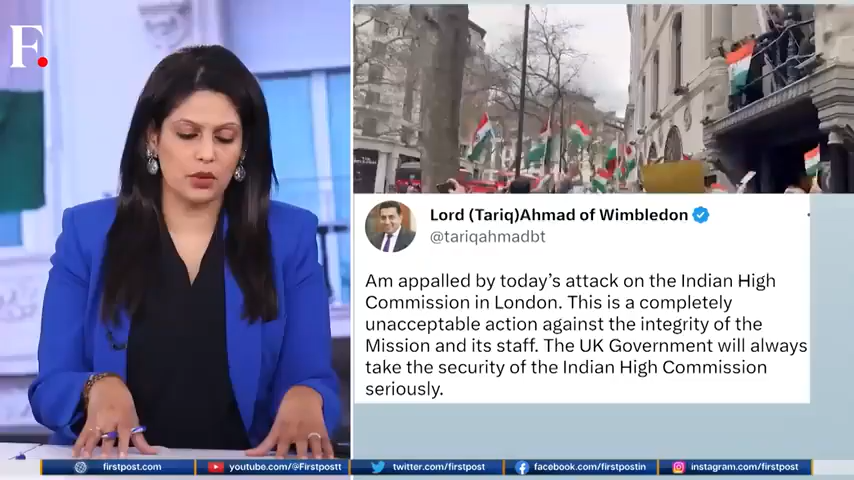 F.
Lord (Tariq)Ahmad of Wimbledon
@tariqahmadbt
Am appalled by today's attack on the Indian High
Commission in London. This is a completely
unacceptable action against the integrity of the
Mission and its staff. The UK Government will always
take the security of the Indian High Commission
seriously.
firstpost.com
youtube.com/@Firstpostt
twitter.com/firstpost
facebook.com/firstpostin
instagram.com/firstpost